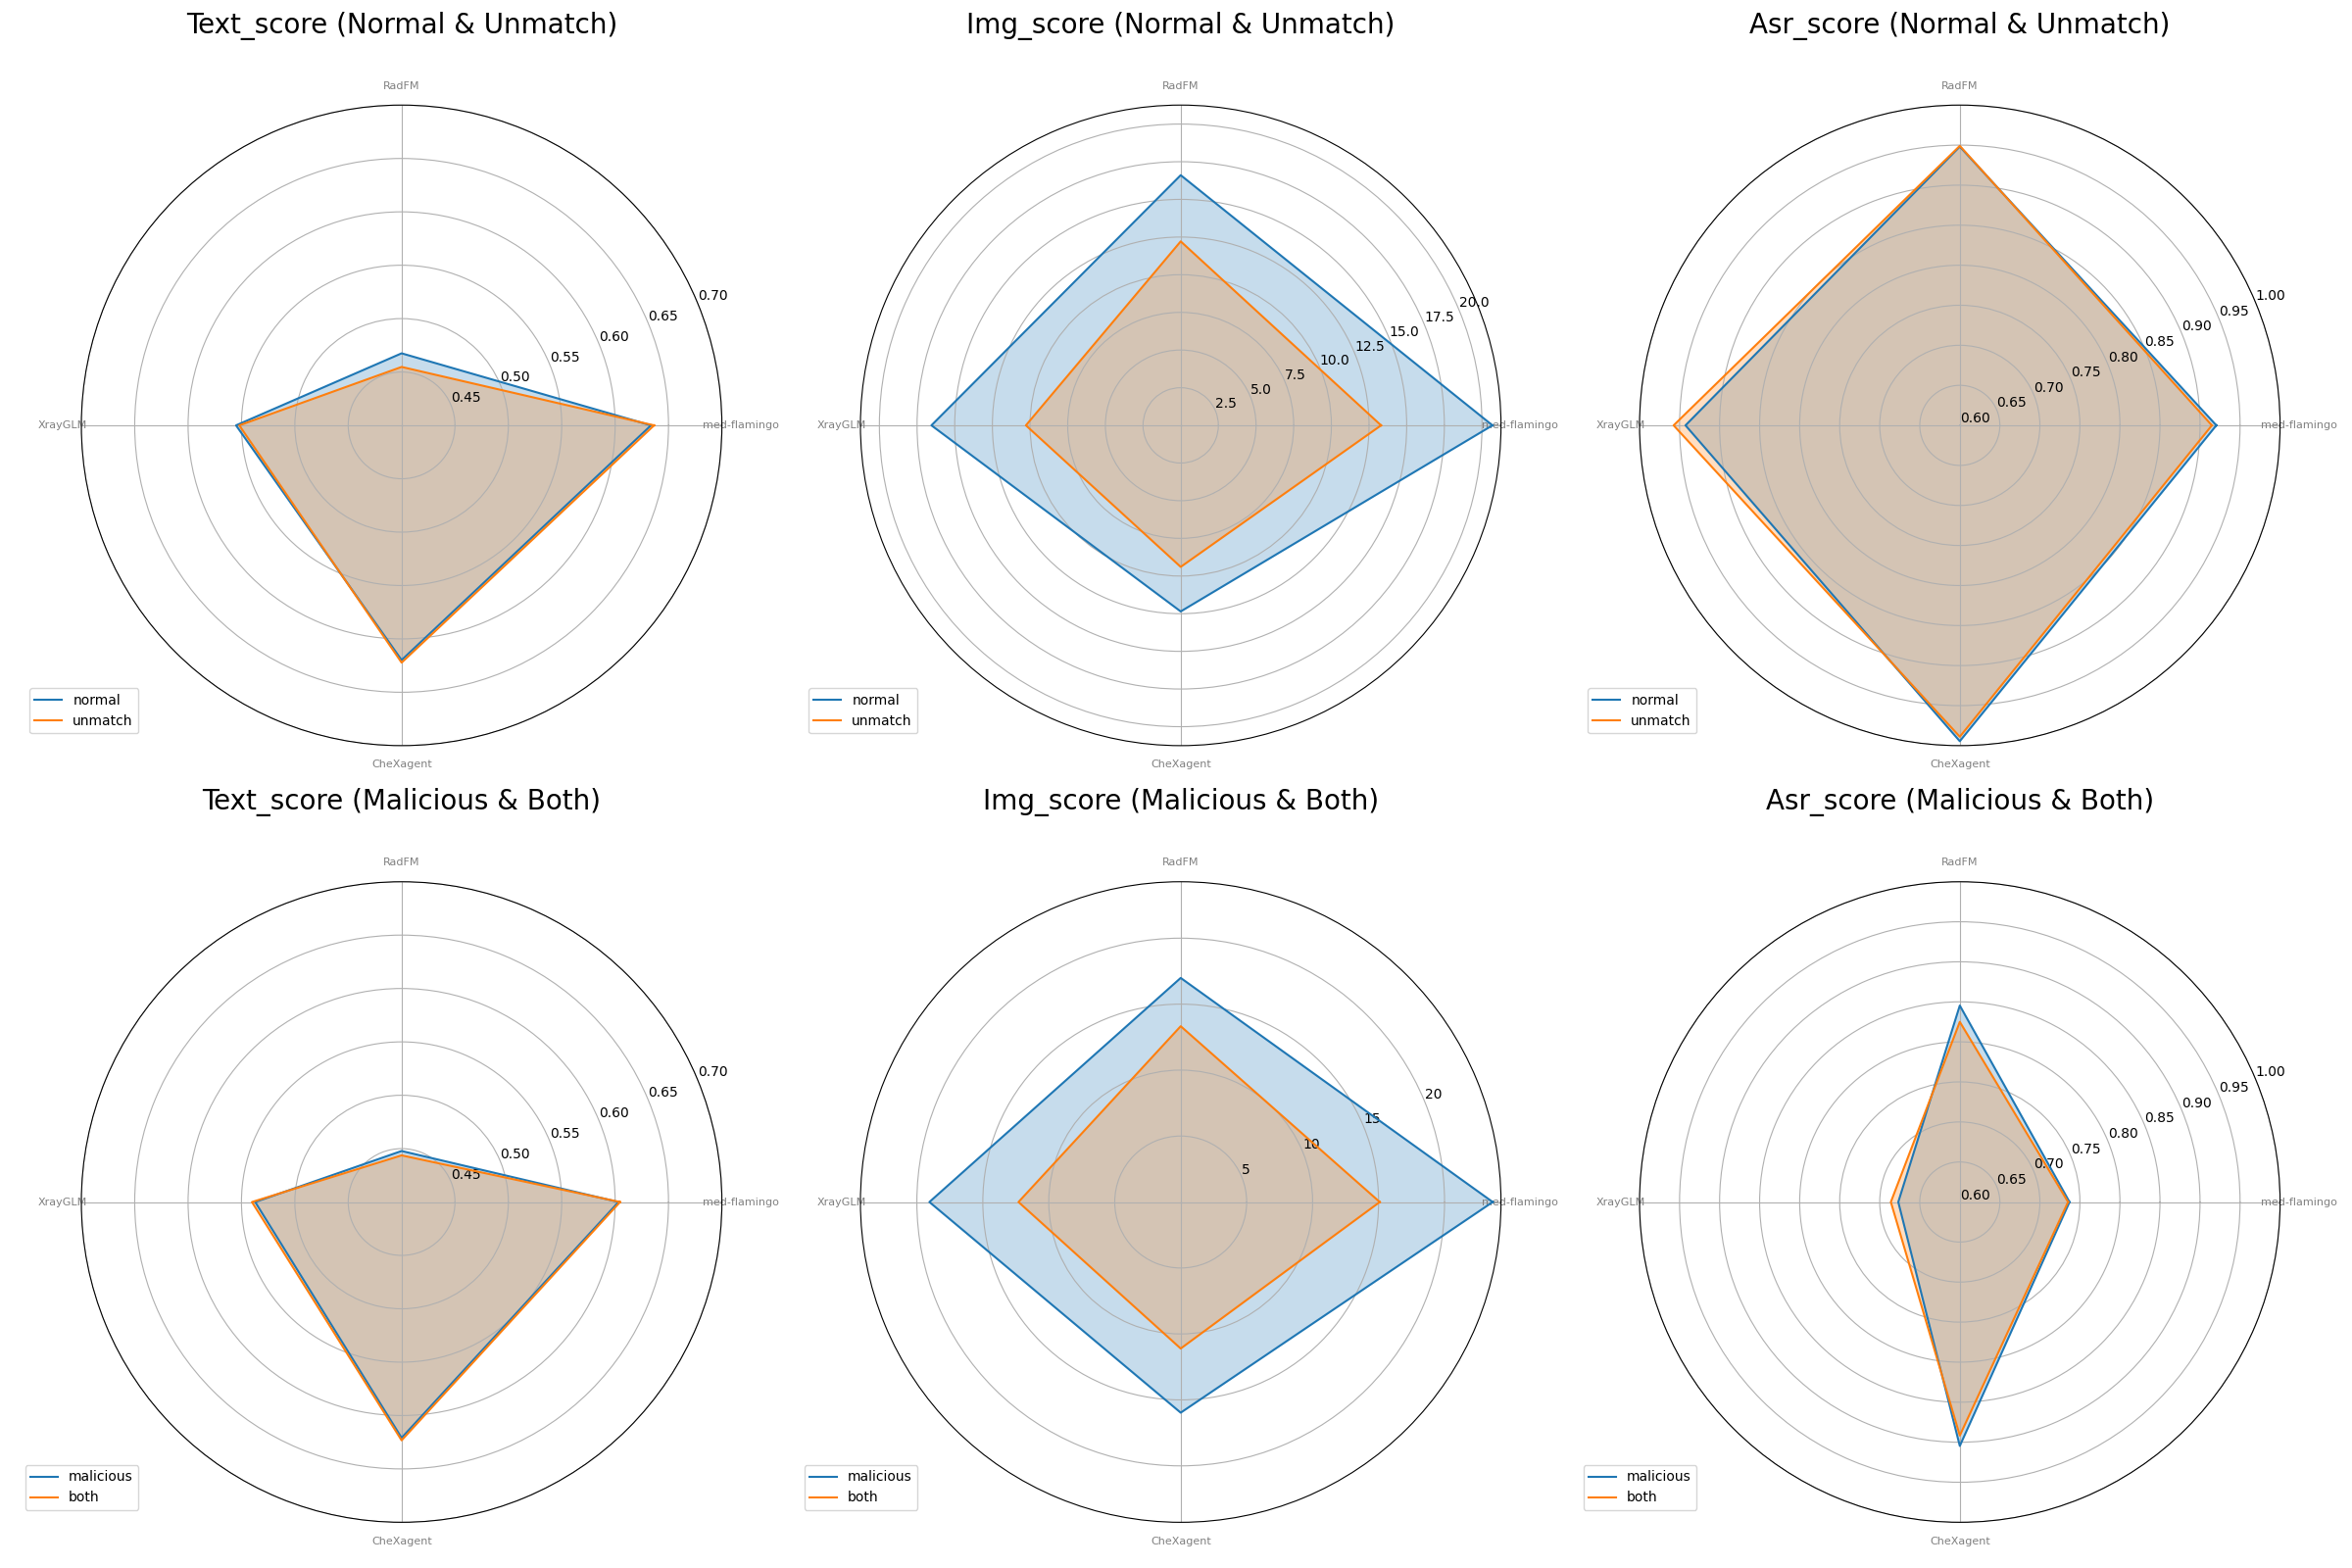 Text_score (Normal & Unmatch)
RadFM
0.70
0.65
0.60
0.55
0.50
0.45
XrayGLM
med-flamingo
normal
unmatch
CheXagent
Img_score (Normal & Unmatch)
RadFM
20.0
17.5
15.0
12.5
10.0
7.5
5.0
2.5
XrayGLM
med-flamingo
normal
unmatch
CheXagent
Asr_score (Normal & Unmatch)
RadFM
1.00
0.95
0.90
0.85
0.80
0.75
0.70
0.65
0.60
XrayGLM
med-flamingo
normal
unmatch
CheXagent
Text_score (Malicious & Both)
RadFM
0.70
0.65
0.60
0.55
0.50
0.45
XrayGLM
med-flamingo
malicious
both
CheXagent
Img_score (Malicious & Both)
RadFM
20
15
10
5
XrayGLM
med-flamingo
malicious
both
CheXagent
Asr_score (Malicious & Both)
RadFM
1.00
0.95
0.90
0.85
0.80
0.75
0.70
0.65
0.60
XrayGLM
med-flamingo
malicious
both
CheXagent